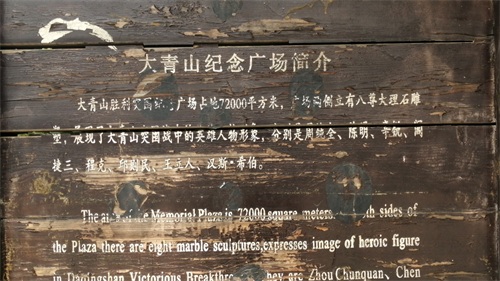 大青山纪念广场简介
大青山胜利突围纪念广场占地72000平方米，广场两侧立有八尊大理石雕
塑，展现了大青山突围战中的英雄人物形象，分别是周纯全、陈明、辛锐、
捷三、程克、邱则民、王立人、汉斯·希伯。
The Memorial Plaza is 72000 square meters, sides of
the Plaza there are eight marble sculptures,expresses image of heroic figure
in Daqingshan Victorious they are Zhou Chunquan, Chen